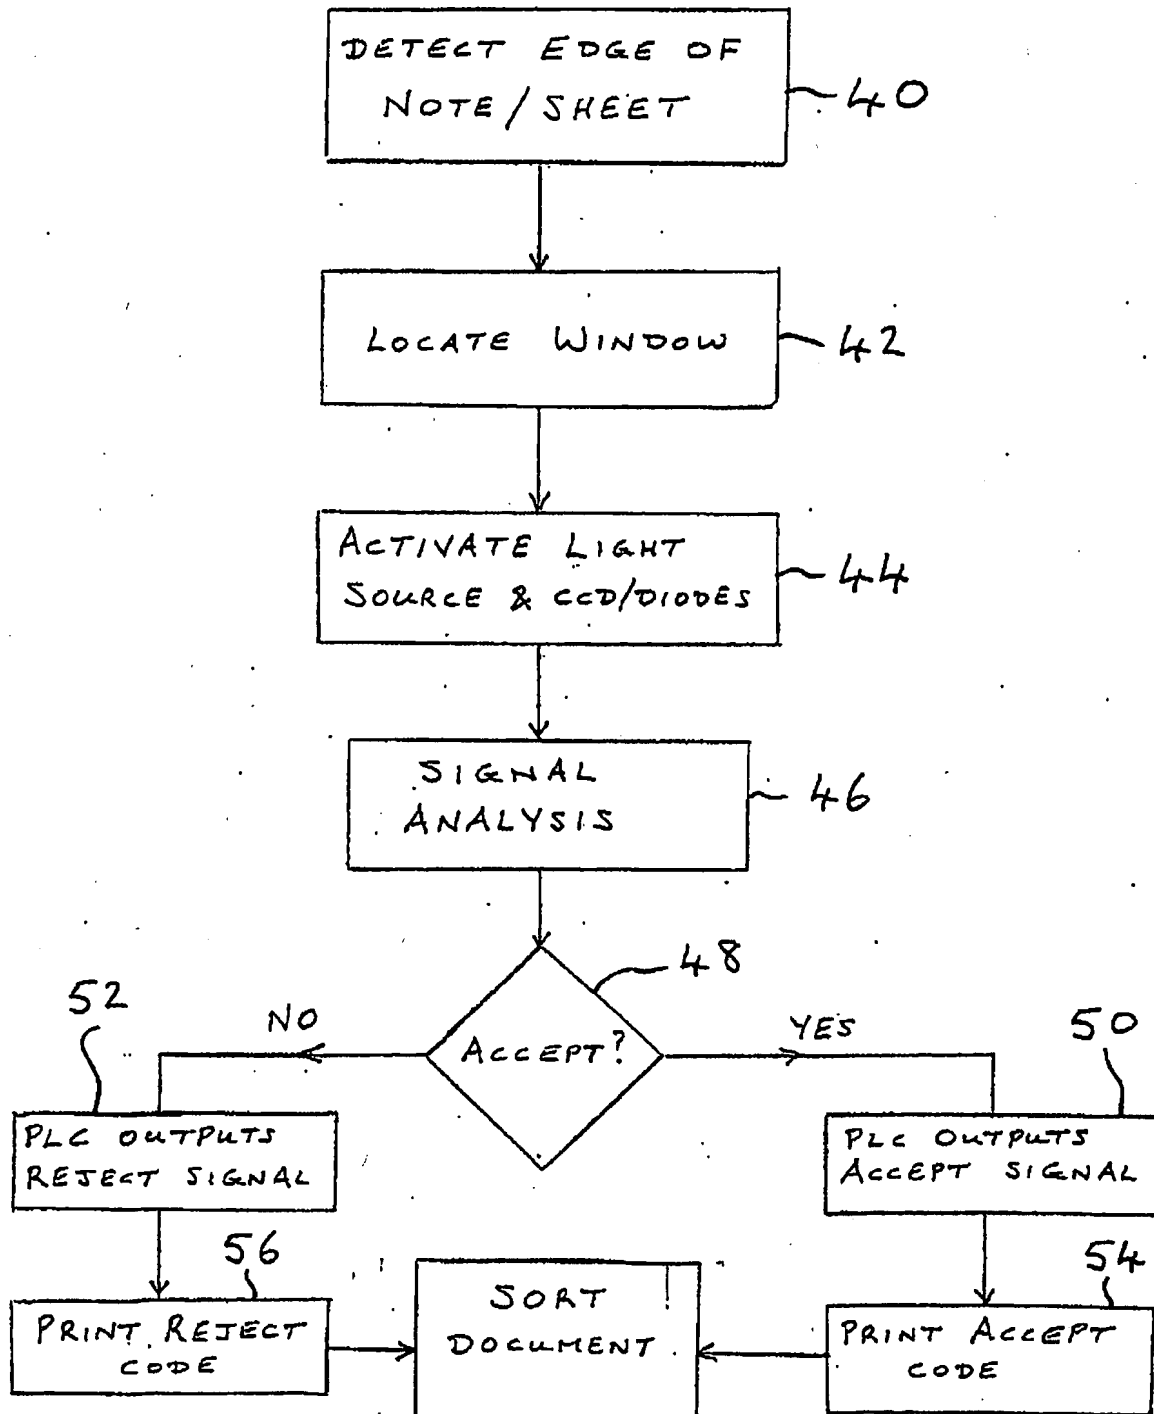 DETECT EDGE OF
NOTE/SHEET
40
LOCATE WINDOW
42
ACTIVATE LIGHT
SOURCE & CCD/DIODES
44
SIGNAL
ANALYSIS
46
48
ACCEPT?
NO
YES
52
50
PLC OUTPUTS
REJECT SIGNAL
PLC OUTPUTS
ACCEPT SIGNAL
56
54
PRINT REJECT
CODE
SORT
DOCUMENT
PRINT ACCEPT
CODE